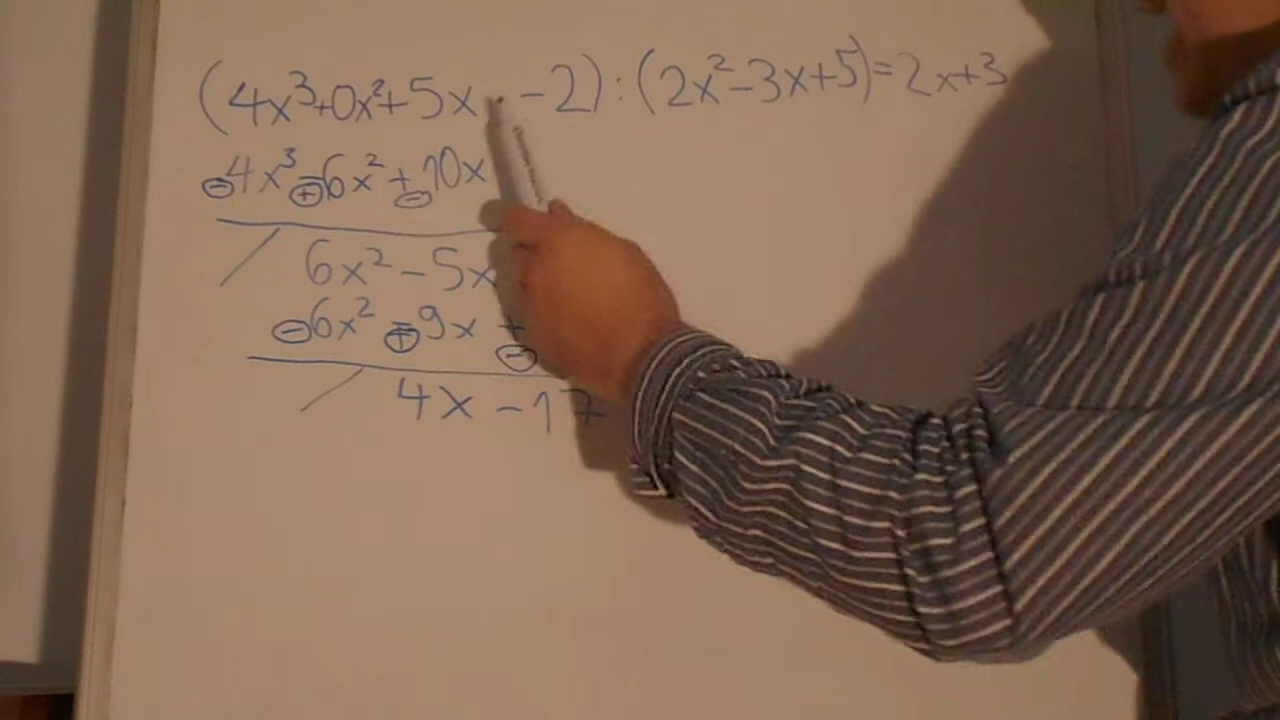 (4x³+0x²+5x -2):(2x²-3x+5)=2x+3
⊖4x³ ⊕-6x² +⊖10x
6x²-5x
⊖6x² ⊕-9x +⊖
4x -17